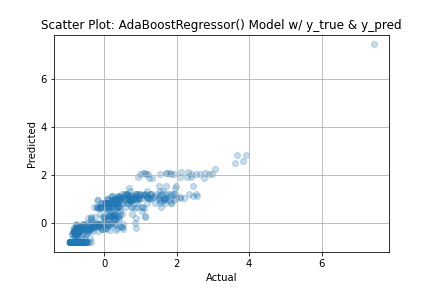 Scatter Plot: AdaBoostRegressor() Model w/ y_true & y_pred
6
4
2
0
Predicted
0 2 4 6
Actual